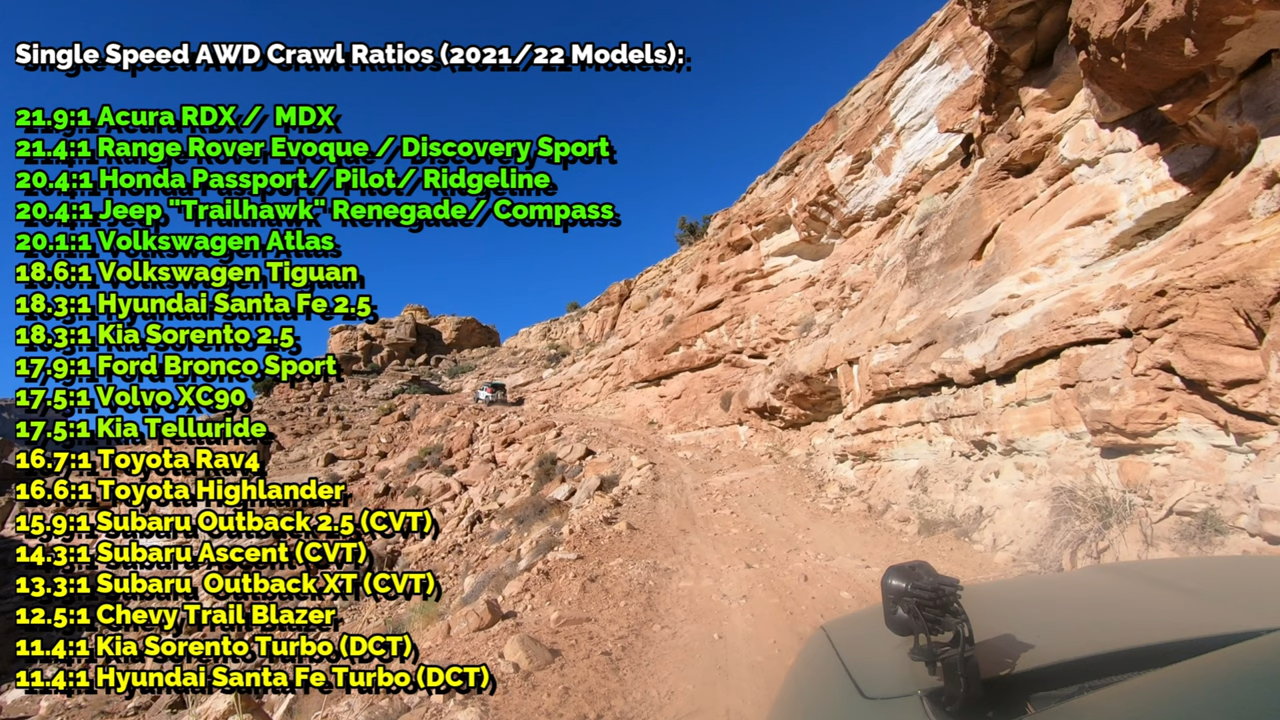 Single Speed AWD Crawl Ratios (2021/22 Models):
21.9:1 Acura RDX / MDX
21.4:1 Range Rover Evoque / Discovery Sport
20.4:1 Honda Passport/ Pilot/ Ridgeline
20.4:1 Jeep "Trailhawk" Renegade/ Compass
20.1:1 Volkswagen Atlas
18.6:1 Volkswagen Tiguan
18.3:1 Hyundai Santa Fe 2.5
18.3:1 Kia Sorento 2.5
17.9:1 Ford Bronco Sport
17.5:1 Volvo XC90
17.5:1 Kia Telluride
16.7:1 Toyota Rav4
16.6:1 Toyota Highlander
15.9:1 Subaru Outback 2.5 (CVT)
14.3:1 Subaru Ascent (CVT)
13.3:1 Subaru Outback XT (CVT)
12.5:1 Chevy Trail Blazer
11.4:1 Kia Sorento Turbo (DCT)
11.4:1 Hyundai Santa Fe Turbo (DCT)